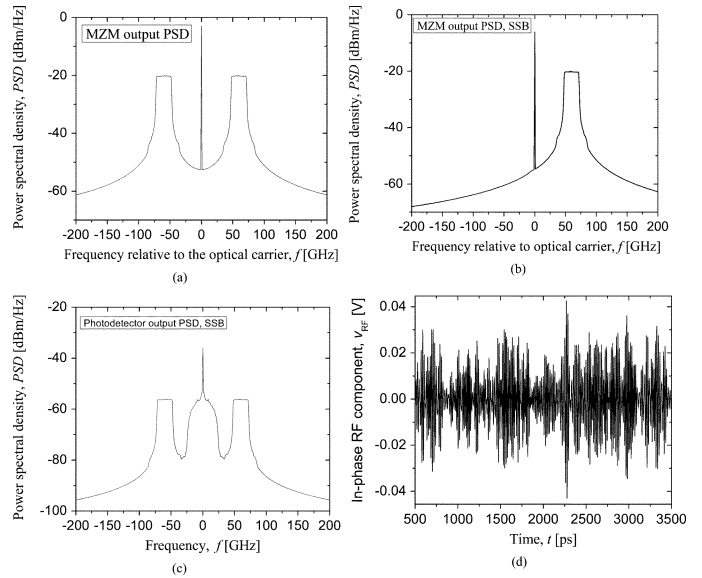 MZM output PSD
Power spectral density, PSD [dBm/Hz]
0
-20
-40
-60
-200 -150 -100 -50 0 50 100 150 200
Frequency relative to the optical carrier, f [GHz]
(a)
MZM output PSD, SSB
Power spectral density, PSD [dBm/Hz]
0
-20
-40
-60
-200 -150 -100 -50 0 50 100 150 200
Frequency relative to optical carrier, f [GHz]
(b)
Photodetector output PSD, SSB
Power spectral density, PSD [dBm/Hz]
-20
-40
-60
-80
-100
-200 -150 -100 -50 0 50 100 150 200
Frequency, f [GHz]
(c)
In-phase RF component, vRF [V]
0.04
0.02
0.00
-0.02
-0.04
500 1000 1500 2000 2500 3000 3500
Time, t [ps]
(d)